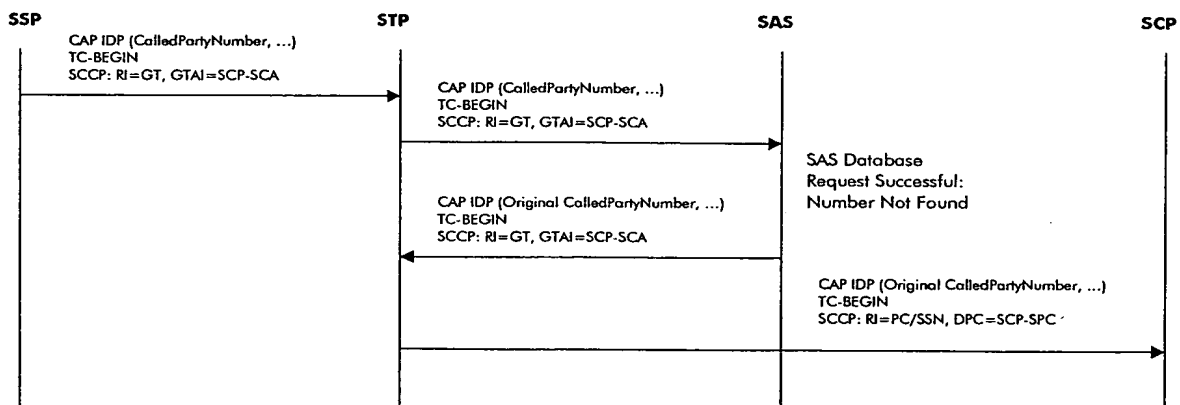 SSP
STP
SAS
SCP
CAP IDP (CalledPartyNumber, ...)
TC-BEGIN
SCCP: RI=GT, GTAI=SCP-SCA
CAP IDP (CalledPartyNumber, ...)
TC-BEGIN
SCCP: RI=GT, GTAI=SCP-SCA
SAS Database
Request Successful:
Number Not Found
CAP IDP (Original CalledPartyNumber, ...)
TC-BEGIN
SCCP: RI=GT, GTAI=SCP-SCA
CAP IDP (Original CalledPartyNumber, ...)
TC-BEGIN
SCCP: RI=PC/SSN, DPC=SCP-SPC